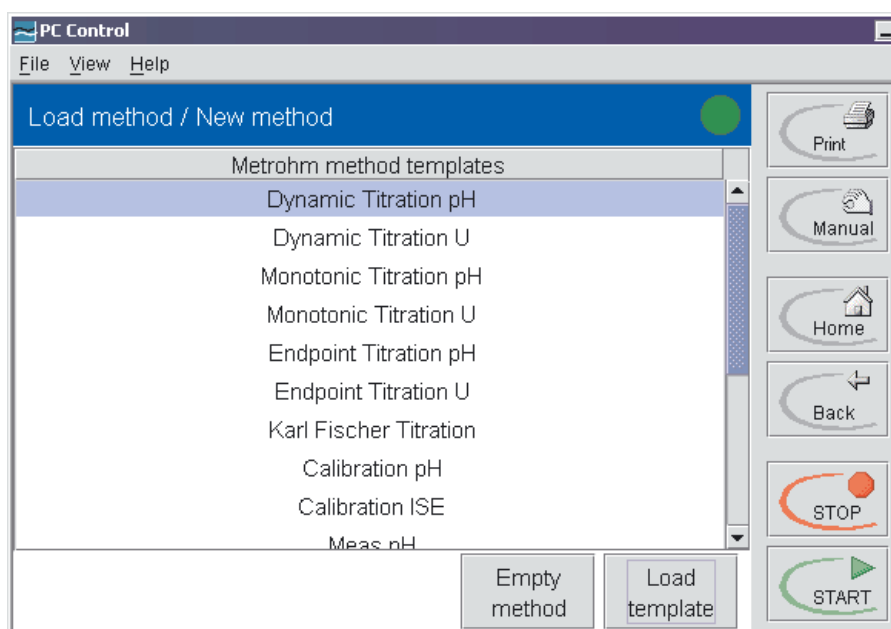 PC Control
File View Help
Load method / New method
Metrohm method templates
Dynamic Titration pH
Dynamic Titration U
Monotonic Titration pH
Monotonic Titration U
Endpoint Titration pH
Endpoint Titration U
Karl Fischer Titration
Calibration pH
Calibration ISE
Meas pH
Empty
method
Load
template
Print
Manual
Home
Back
STOP
START